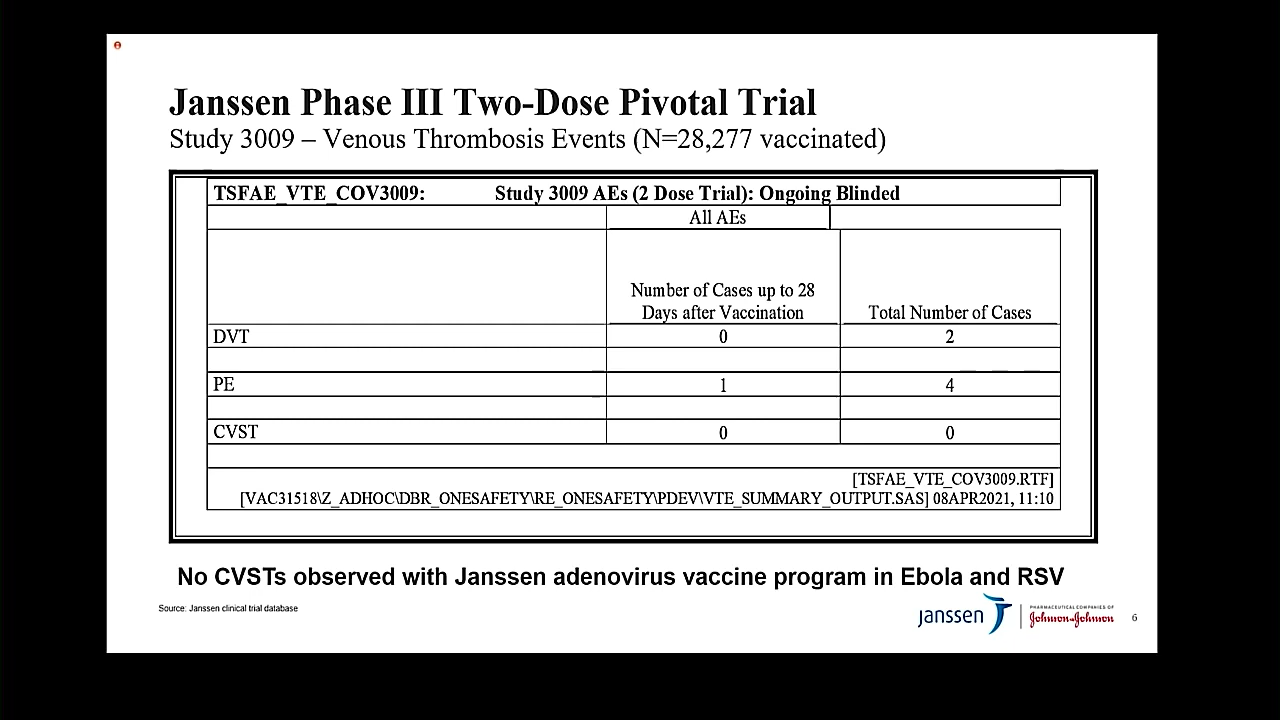 Janssen Phase III Two-Dose Pivotal Trial
Study 3009 – Venous Thrombosis Events (N=28,277 vaccinated)
TSFAE_VTE_COV3009: Study 3009 AEs (2 Dose Trial): Ongoing Blinded
All AEs
Number of Cases up to 28
Days after Vaccination
Total Number of Cases
DVT 0 2
PE 1 4
CVST 0 0
[TSFAE_VTE_COV3009.RTF]
[VAC31518\Z_ADHOC\DBR_ONESAFETY\RE_ONESAFETY\PDEV\VTE_SUMMARY_OUTPUT.SAS] 08APR2021, 11:10
No CVSTs observed with Janssen adenovirus vaccine program in Ebola and RSV
Source: Janssen clinical trial database
janssen
PHARMACEUTICAL COMPANIES OF
Johnson&Johnson
6